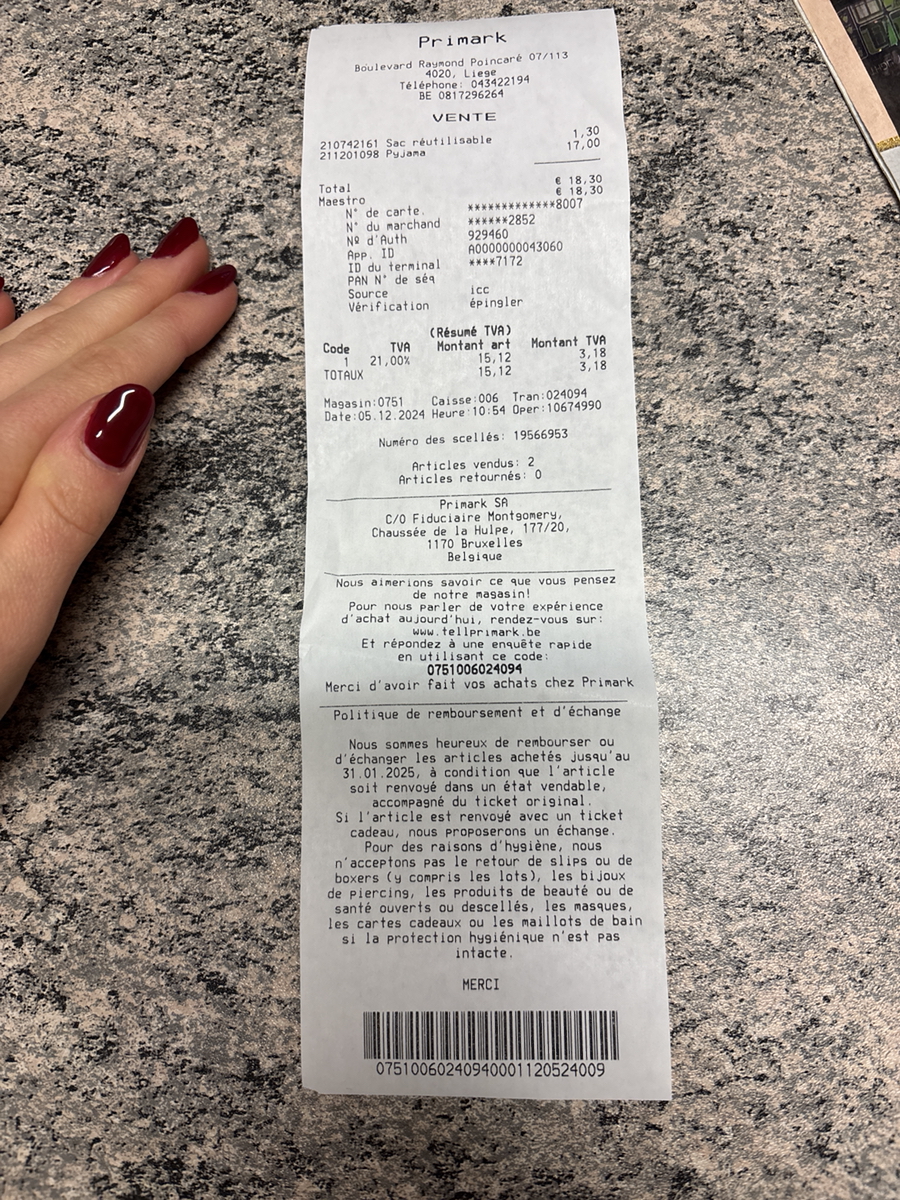 Primark
Boulevard Raymond Poincaré 07/113
4020, Liege
Téléphone: 043422194
BE 0817296264
VENTE
210742161 Sac réutilisable 1,30
211201098 Pyjama 17,00
Total € 18,30
Maestro € 18,30
N° de carte. *************8007
N° du marchand ******2852
Nº d'Auth 929460
App. ID A0000000043060
ID du terminal ****7172
PAN N° de séq
Source icc
Vérification épingler
(Résumé TVA)
Code TVA Montant art Montant TVA
1 21,00% 15,12 3,18
TOTAUX 15,12 3,18
Magasin:0751 Caisse:006 Tran:024094
Date:05.12.2024 Heure:10:54 Oper:10674990
Numéro des scellés: 19566953
Articles vendus: 2
Articles retournés: 0
Primark SA
C/O Fiduciaire Montgomery,
Chaussée de la Hulpe, 177/20,
1170 Bruxelles
Belgique
Nous aimerions savoir ce que vous pensez
de notre magasin!
Pour nous parler de votre expérience
d'achat aujourd'hui, rendez-vous sur:
www.tellprimark.be
Et répondez à une enquête rapide
en utilisant ce code:
0751006024094
Merci d'avoir fait vos achats chez Primark
Politique de remboursement et d'échange
Nous sommes heureux de rembourser ou
d'échanger les articles achetés jusqu'au
31.01.2025, à condition que l'article
soit renvoyé dans un état vendable,
accompagné du ticket original.
Si l'article est renvoyé avec un ticket
cadeau, nous proposerons un échange.
Pour des raisons d'hygiène, nous
n'acceptons pas le retour de slips ou de
boxers (y compris les lots), les bijoux
de piercing, les produits de beauté ou de
santé ouverts ou descellés, les masques,
les cartes cadeaux ou les maillots de bain
si la protection hygiénique n'est pas
intacte.
MERCI
07510060240940001120524009